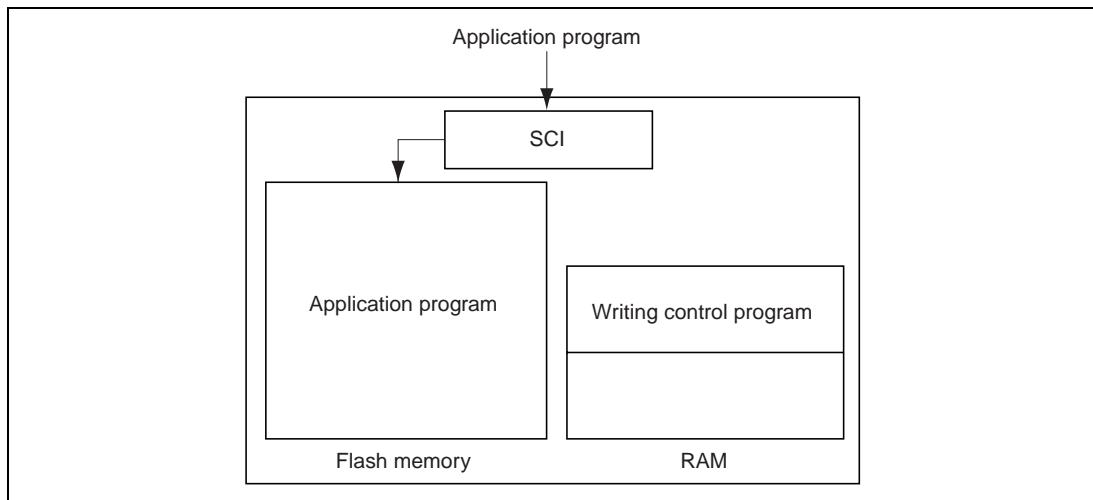 Application program
SCI
Application program
Writing control program
Flash memory
RAM